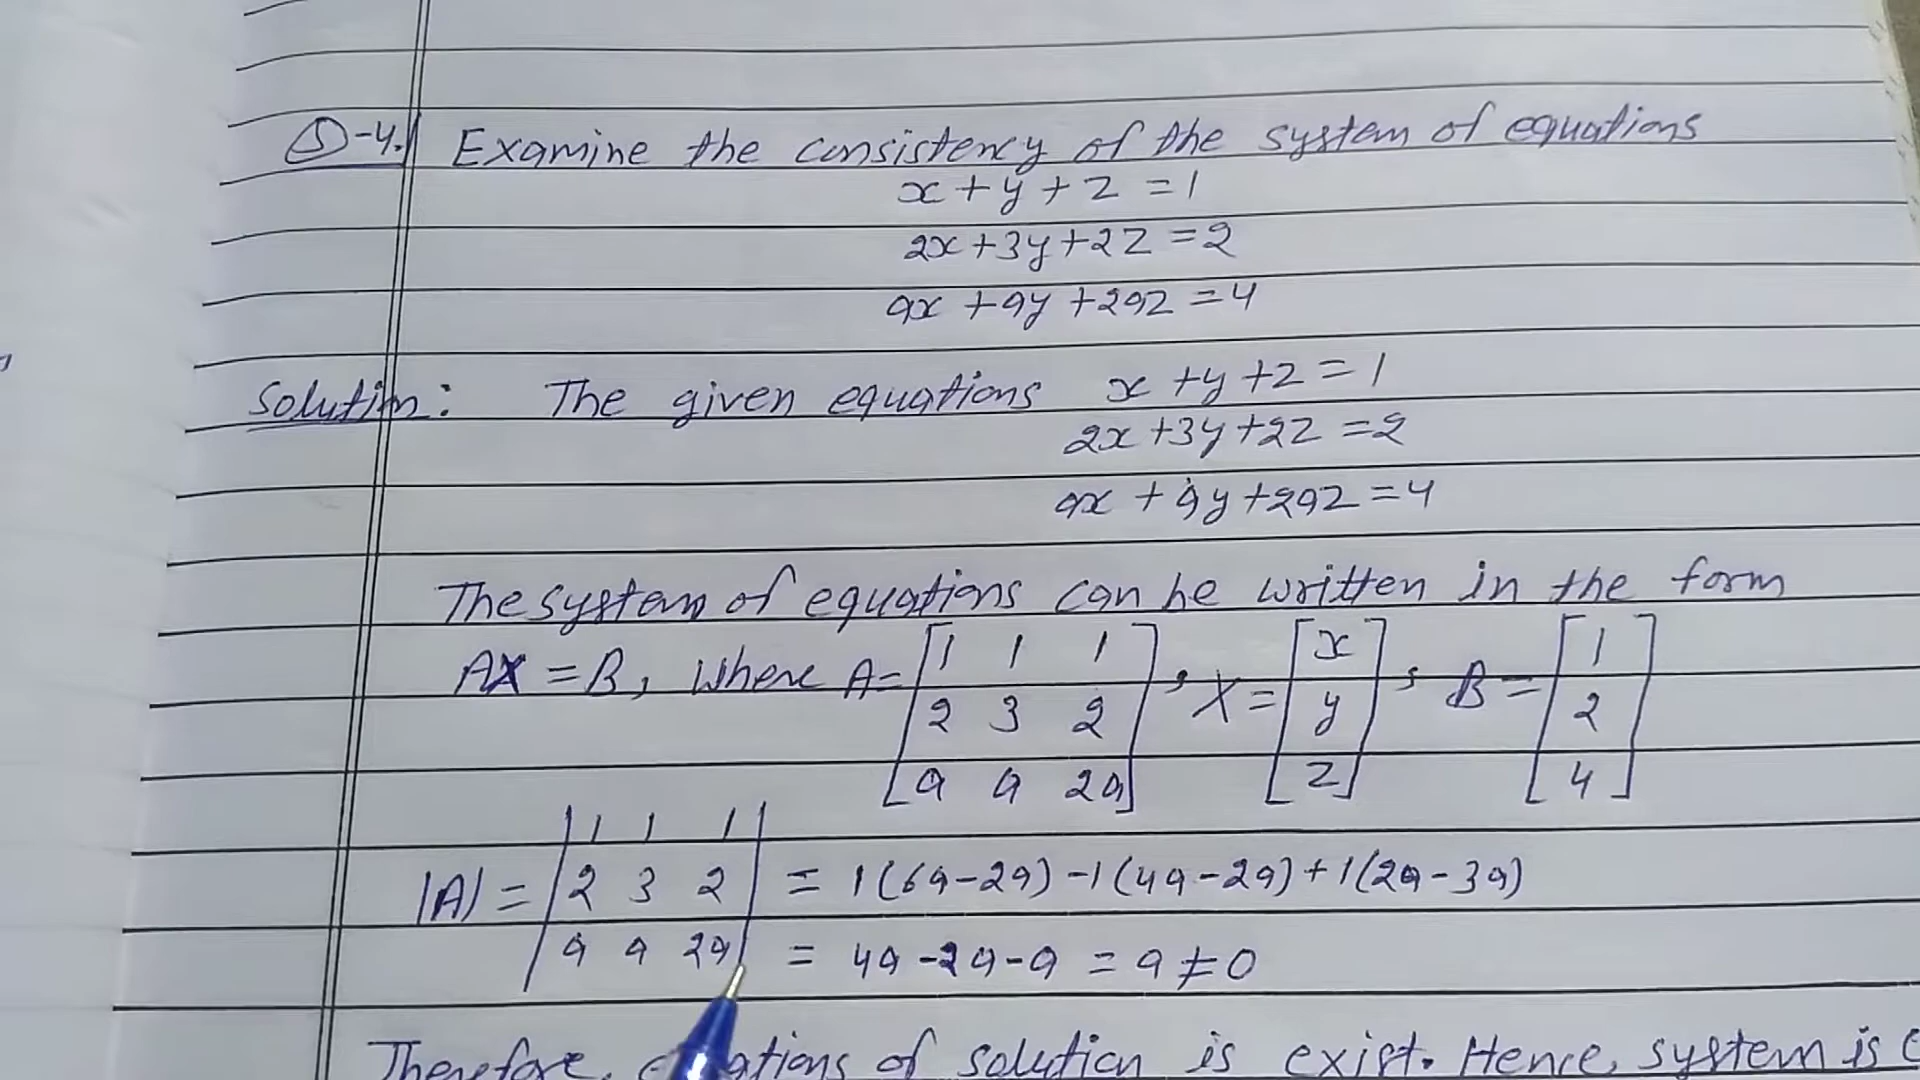 Q-4. Examine the consistency of the system of equations
x + y + z = 1
2x + 3y + 2z = 2
ax + ay + 2az = 4
Solution: The given equations x + y + z = 1
2x + 3y + 2z = 2
ax + ay + 2az = 4
The system of equations can be written in the form
AX = B, where A = [1 1 1; 2 3 2; a a 2a], X = [x; y; z], B = [1; 2; 4]
|A| = |1 1 1; 2 3 2; a a 2a| = 1(6a - 2a) - 1(4a - 2a) + 1(2a - 3a)
= 4a - 2a - a = a ≠ 0
Therefore, of solution is exist. Hence, system is